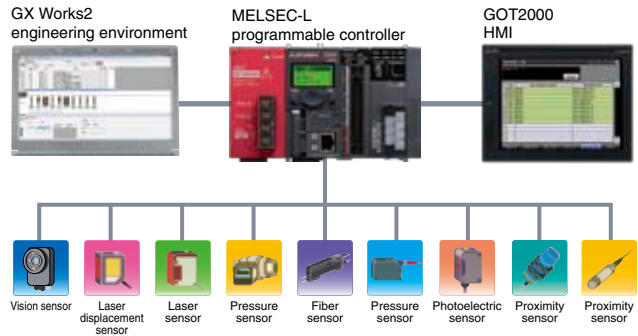 GX Works2
engineering environment
MELSEC-L
programmable controller
GOT2000
HMI
Vision sensor
Laser
displacement
sensor
Laser
sensor
Pressure
sensor
Fiber
sensor
Pressure
sensor
Photoelectric
sensor
Proximity
sensor
Proximity
sensor